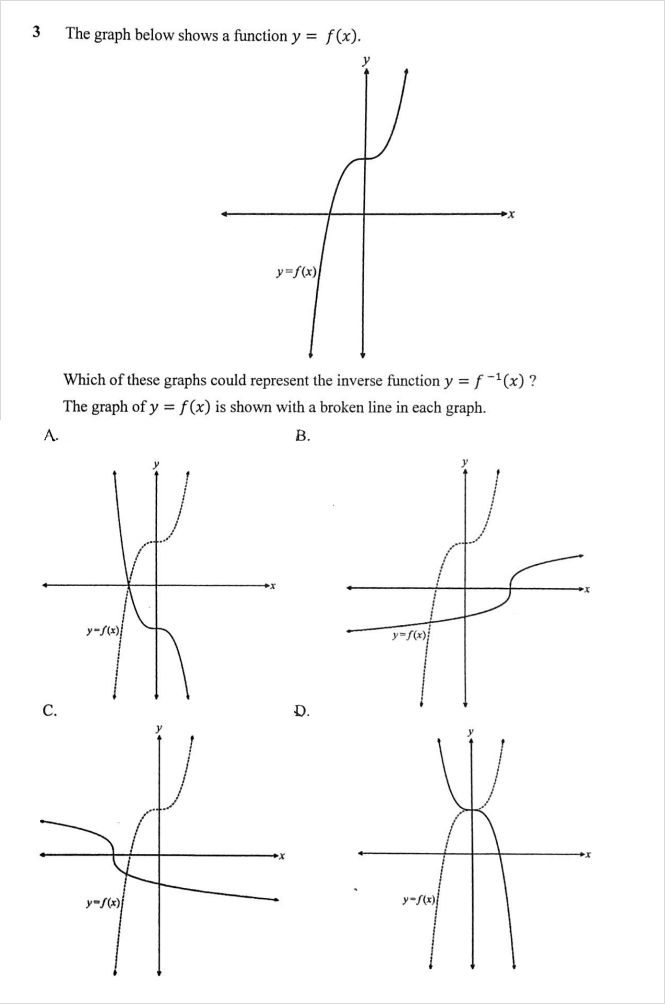 3 The graph below shows a function y = f(x).
y
x
y=f(x)
Which of these graphs could represent the inverse function y = f ⁻¹(x) ?
The graph of y = f(x) is shown with a broken line in each graph.
A. B.
y
x
y=f(x)
y
x
y=f(x)
C. D.
y
x
y=f(x)
y
x
y=f(x)